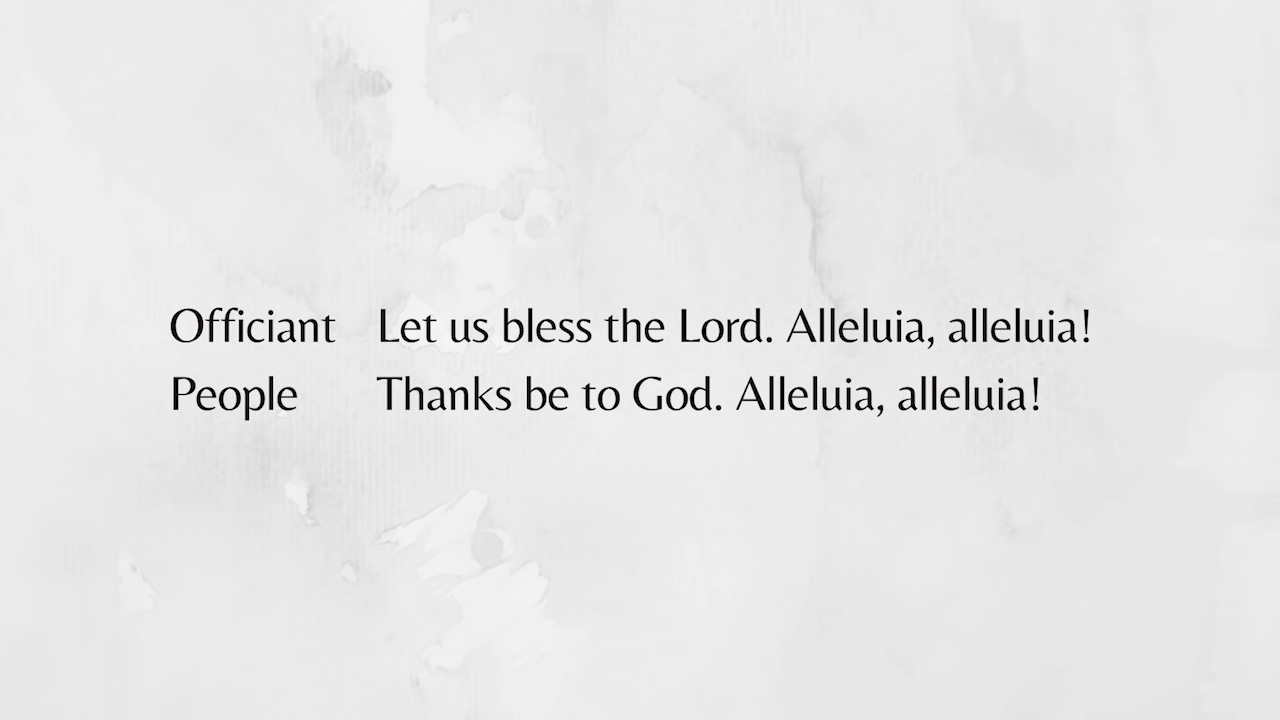 Officiant Let us bless the Lord. Alleluia, alleluia!
People Thanks be to God. Alleluia, alleluia!